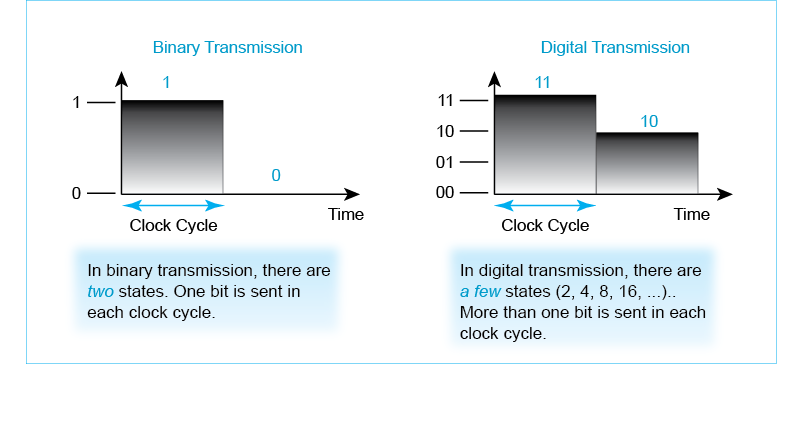 Binary Transmission
1
1
0
0
Time
Clock Cycle
In binary transmission, there are
two states. One bit is sent in
each clock cycle.
Digital Transmission
11
11
10
10
01
00
Time
Clock Cycle
In digital transmission, there are
a few states (2, 4, 8, 16, ...)..
More than one bit is sent in each
clock cycle.